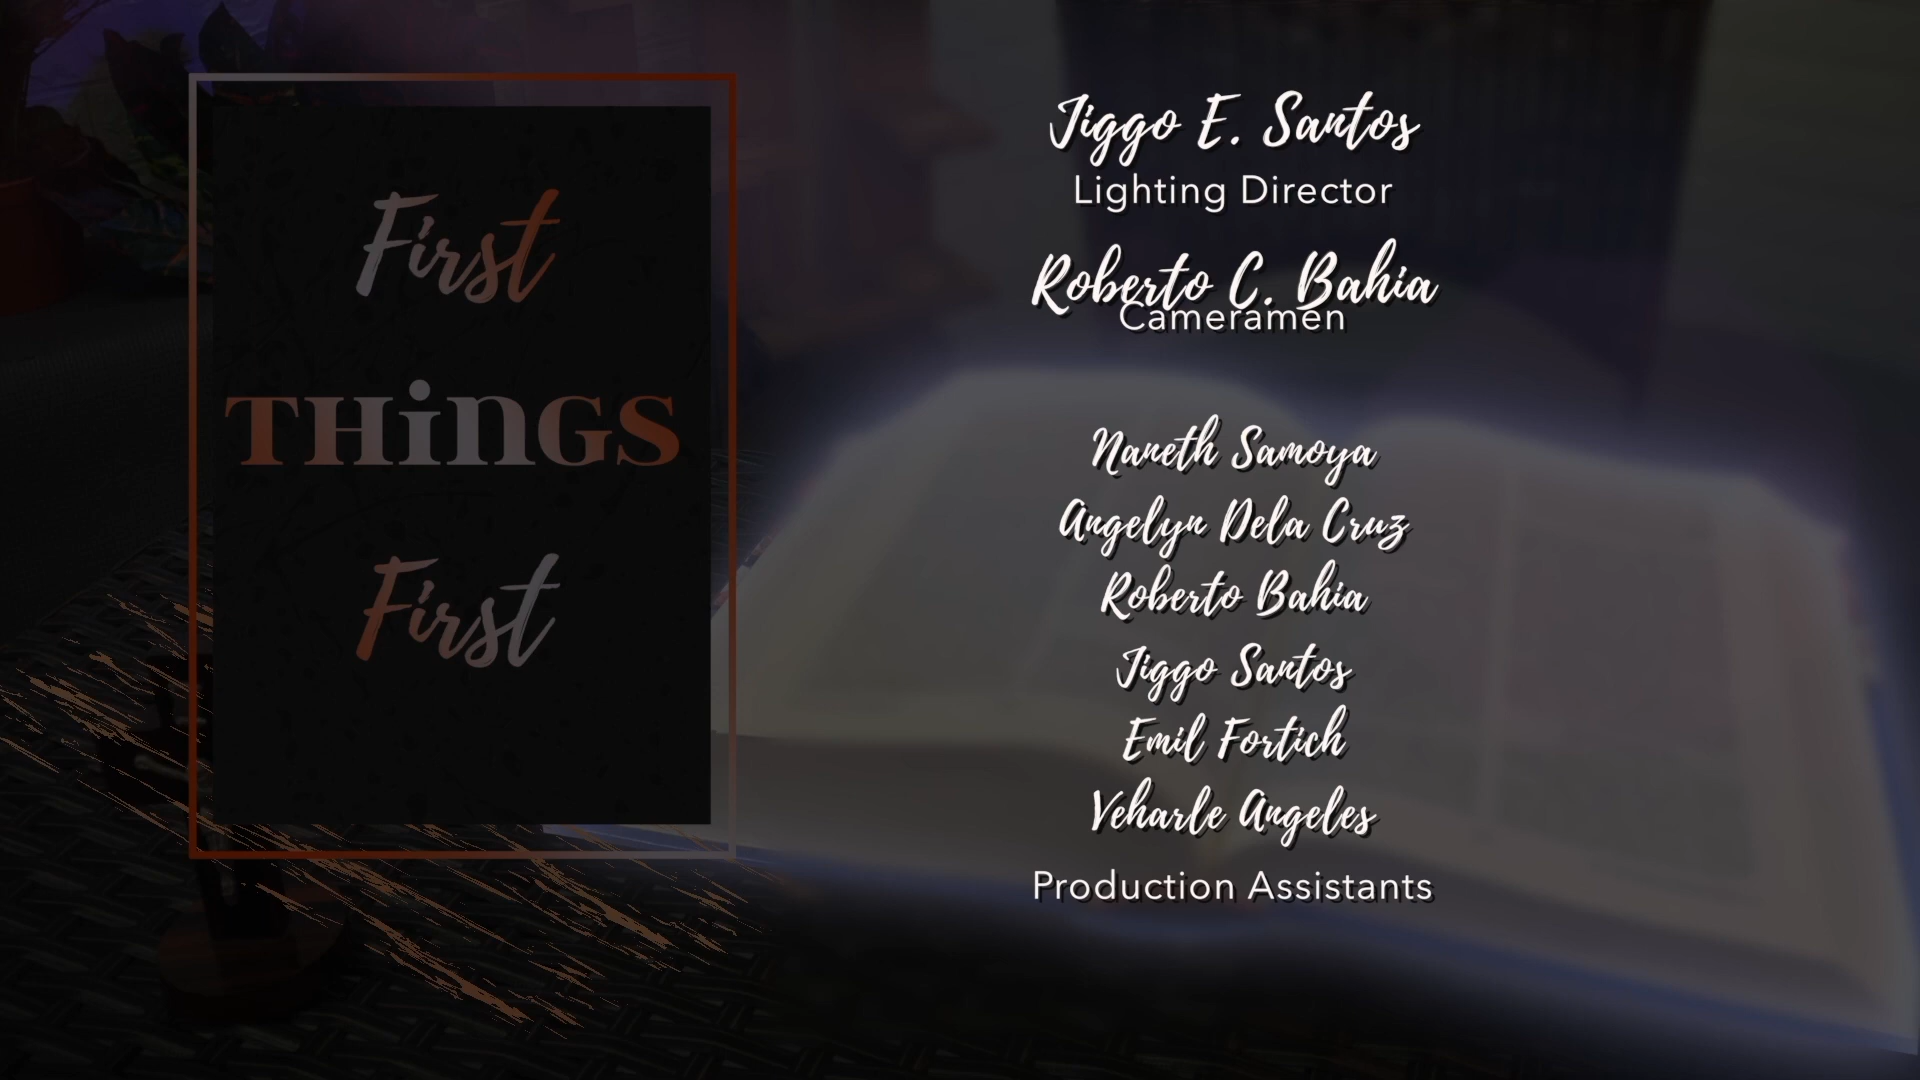 First
THiNGS
First
Jiggo E. Santos
Lighting Director
Roberto C. Bahia
Cameramen
Naneth Samoya
Angelyn Dela Cruz
Roberto Bahia
Jiggo Santos
Emil Fortich
Veharle Angeles
Production Assistants